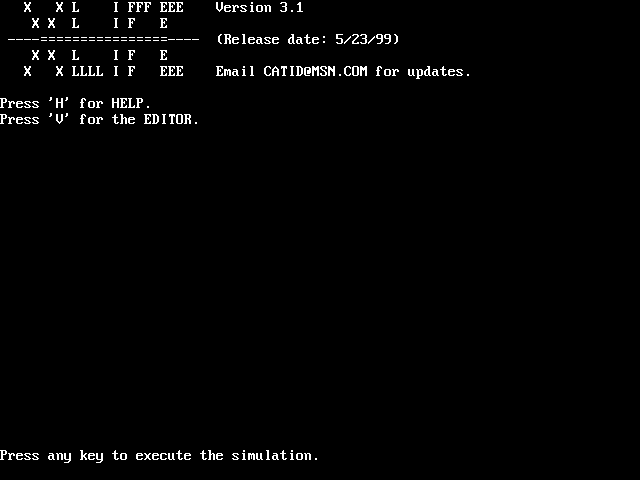 X   X L    I FFF EEE    Version 3.1
X X  L    I F   E
----================----  (Release date: 5/23/99)
X X  L    I F   E
X   X LLLL I F   EEE    Email CATID@MSN.COM for updates.
Press 'H' for HELP.
Press 'V' for the EDITOR.
Press any key to execute the simulation.